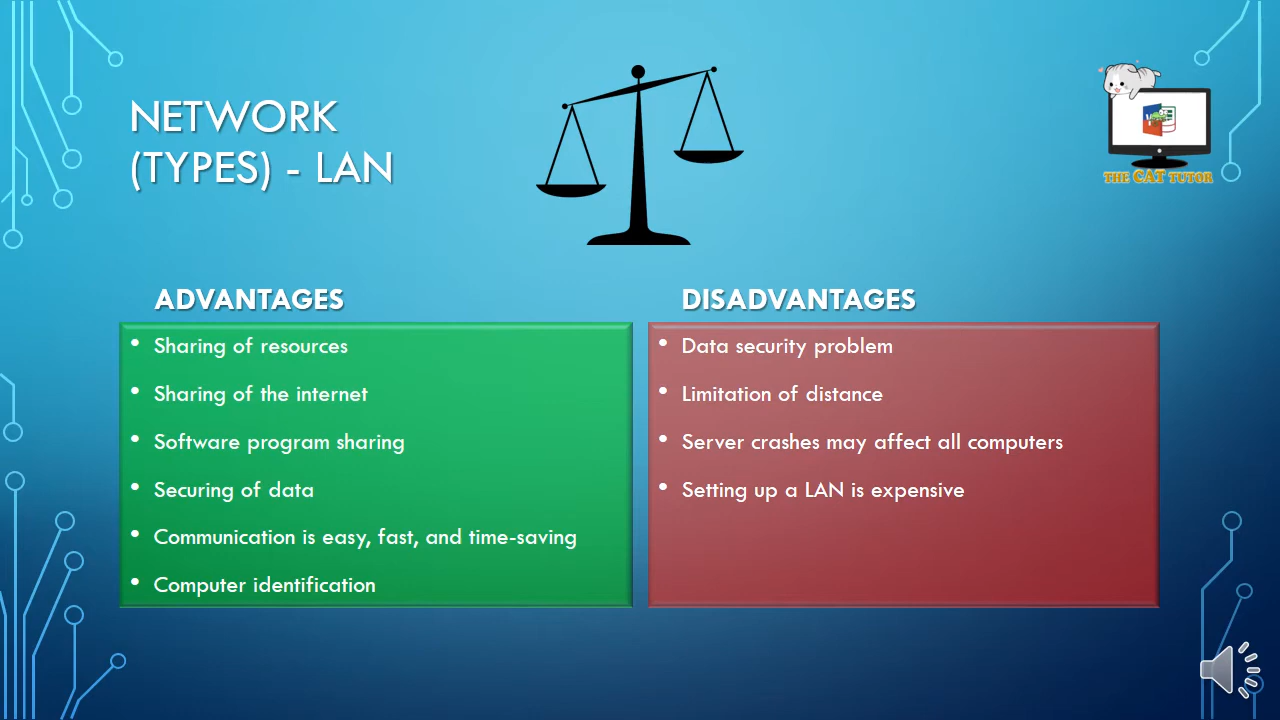 NETWORK
(TYPES) - LAN
THE CAT TUTOR
ADVANTAGES
• Sharing of resources
• Sharing of the internet
• Software program sharing
• Securing of data
• Communication is easy, fast, and time-saving
• Computer identification
DISADVANTAGES
• Data security problem
• Limitation of distance
• Server crashes may affect all computers
• Setting up a LAN is expensive